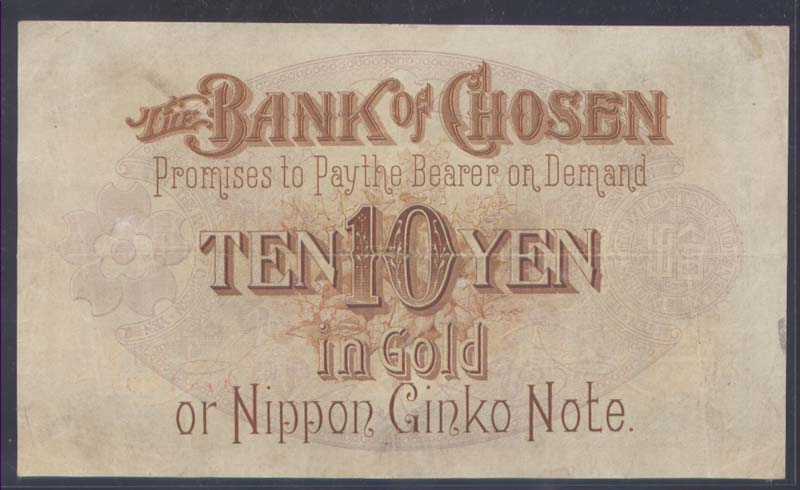 The BANK OF CHOSEN
Promises to Pay the Bearer on Demand
TEN 10 YEN
in Gold
or Nippon Ginko Note.